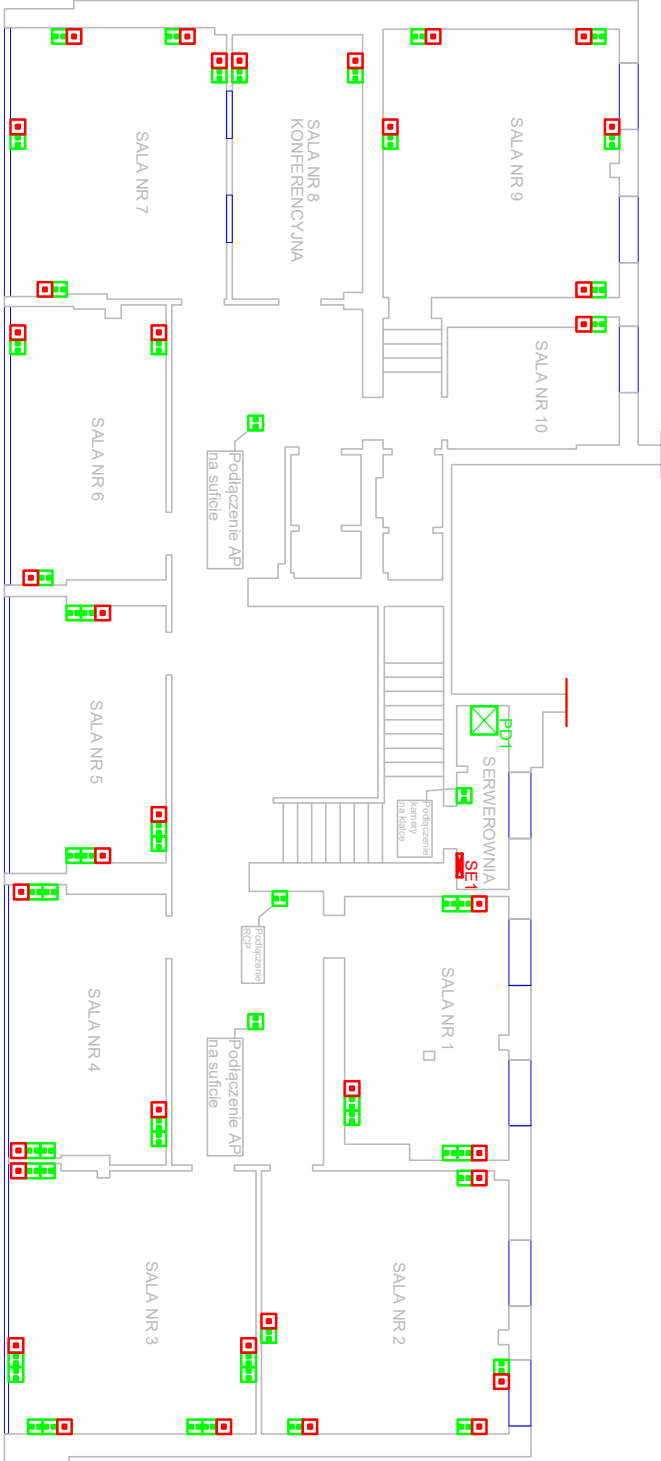 SALA NR 7
SALA NR 8
KONFERENCYJNA
SALA NR 9
SALA NR 10
SALA NR 6
Podłączenie AP
na suficie
SALA NR 5
PD1
SERWEROWNIA
Podłączenie
kamery
na klatce
SE1
Podłączenie
RCP
SALA NR 4
SALA NR 1
Podłączenie AP
na suficie
SALA NR 3
SALA NR 2